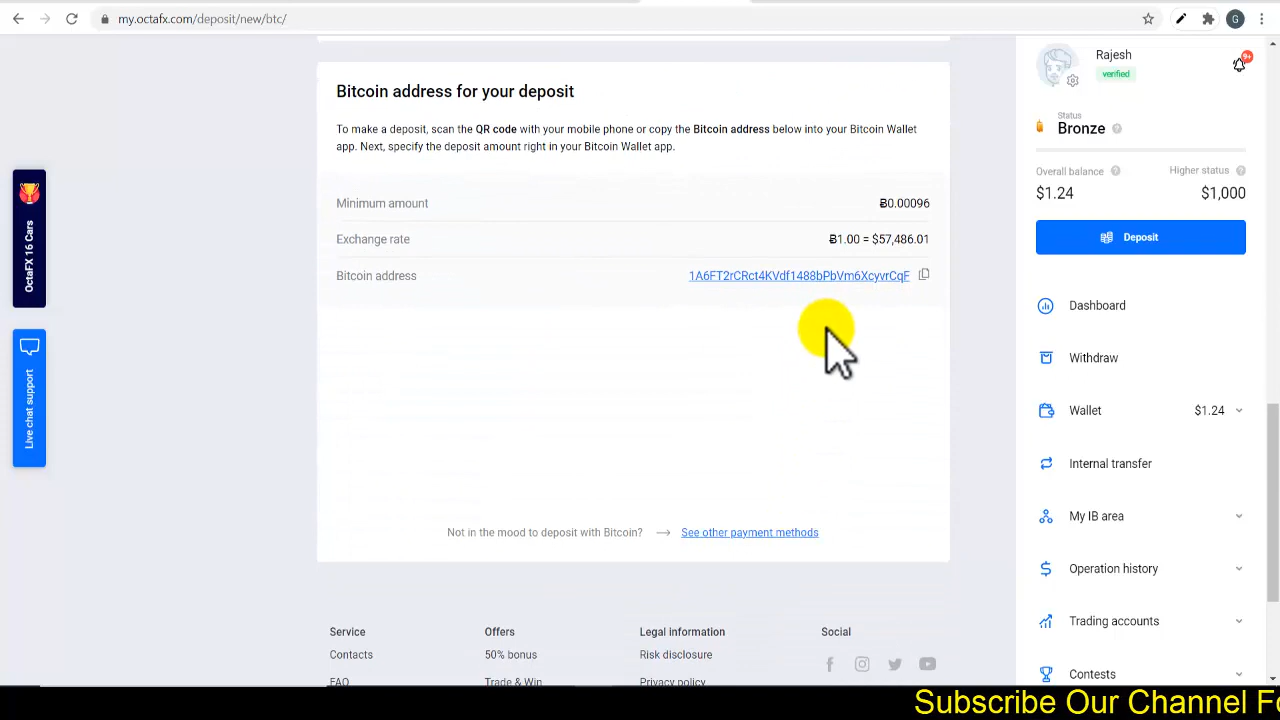 my.octafx.com/deposit/new/btc/
G
Bitcoin address for your deposit
To make a deposit, scan the QR code with your mobile phone or copy the Bitcoin address below into your Bitcoin Wallet
app. Next, specify the deposit amount right in your Bitcoin Wallet app.
Minimum amount Ƀ0.00096
Exchange rate Ƀ1.00 = $57,486.01
Bitcoin address 1A6FT2rCRct4KVdf1488bPbVm6XcyvrCqF
Not in the mood to deposit with Bitcoin? → See other payment methods
Service
Contacts
FAQ
Offers
50% bonus
Trade & Win
Legal information
Risk disclosure
Privacy policy
Social
OctaFX 16 Cars
Live chat support
Rajesh
verified
9+
Status
Bronze
Overall balance
$1.24
Higher status
$1,000
Deposit
Dashboard
Withdraw
Wallet $1.24
Internal transfer
My IB area
Operation history
Trading accounts
Contests
Subscribe Our Channel Fo